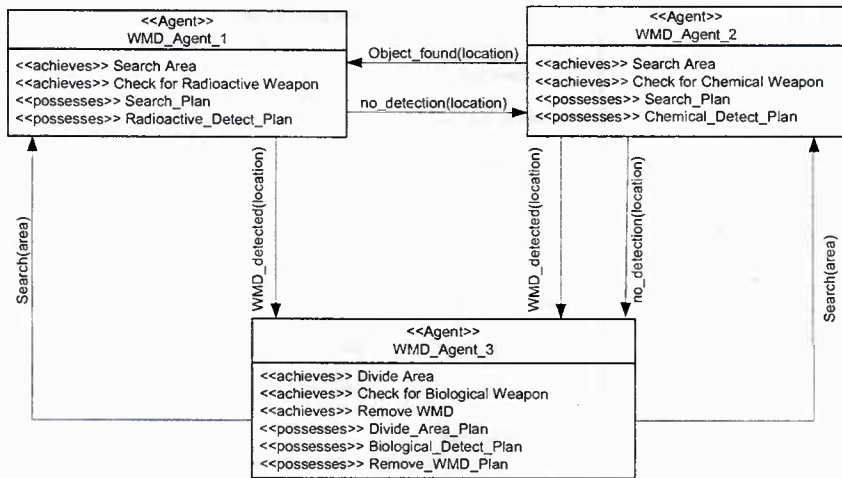 <<Agent>>
WMD_Agent_1
<<achieves>> Search Area
<<achieves>> Check for Radioactive Weapon
<<possesses>> Search_Plan
<<possesses>> Radioactive_Detect_Plan
Object_found(location)
no_detection(location)
<<Agent>>
WMD_Agent_2
<<achieves>> Search Area
<<achieves>> Check for Chemical Weapon
<<possesses>> Search_Plan
<<possesses>> Chemical_Detect_Plan
Search(area)
WMD_detected(location)
WMD_detected(location)
no_detection(location)
Search(area)
<<Agent>>
WMD_Agent_3
<<achieves>> Divide Area
<<achieves>> Check for Biological Weapon
<<achieves>> Remove WMD
<<possesses>> Divide_Area_Plan
<<possesses>> Biological_Detect_Plan
<<possesses>> Remove_WMD_Plan